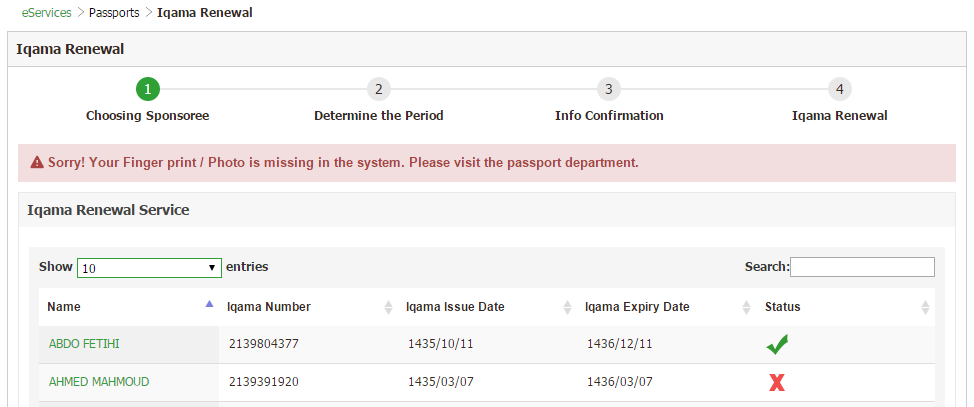 eServices > Passports > Iqama Renewal
Iqama Renewal
1 2 3 4
Choosing Sponsoree Determine the Period Info Confirmation Iqama Renewal
Sorry! Your Finger print / Photo is missing in the system. Please visit the passport department.
Iqama Renewal Service
Show 10 entries Search:
Name Iqama Number Iqama Issue Date Iqama Expiry Date Status
ABDO FETIHI 2139804377 1435/10/11 1436/12/11
AHMED MAHMOUD 2139391920 1435/03/07 1436/03/07